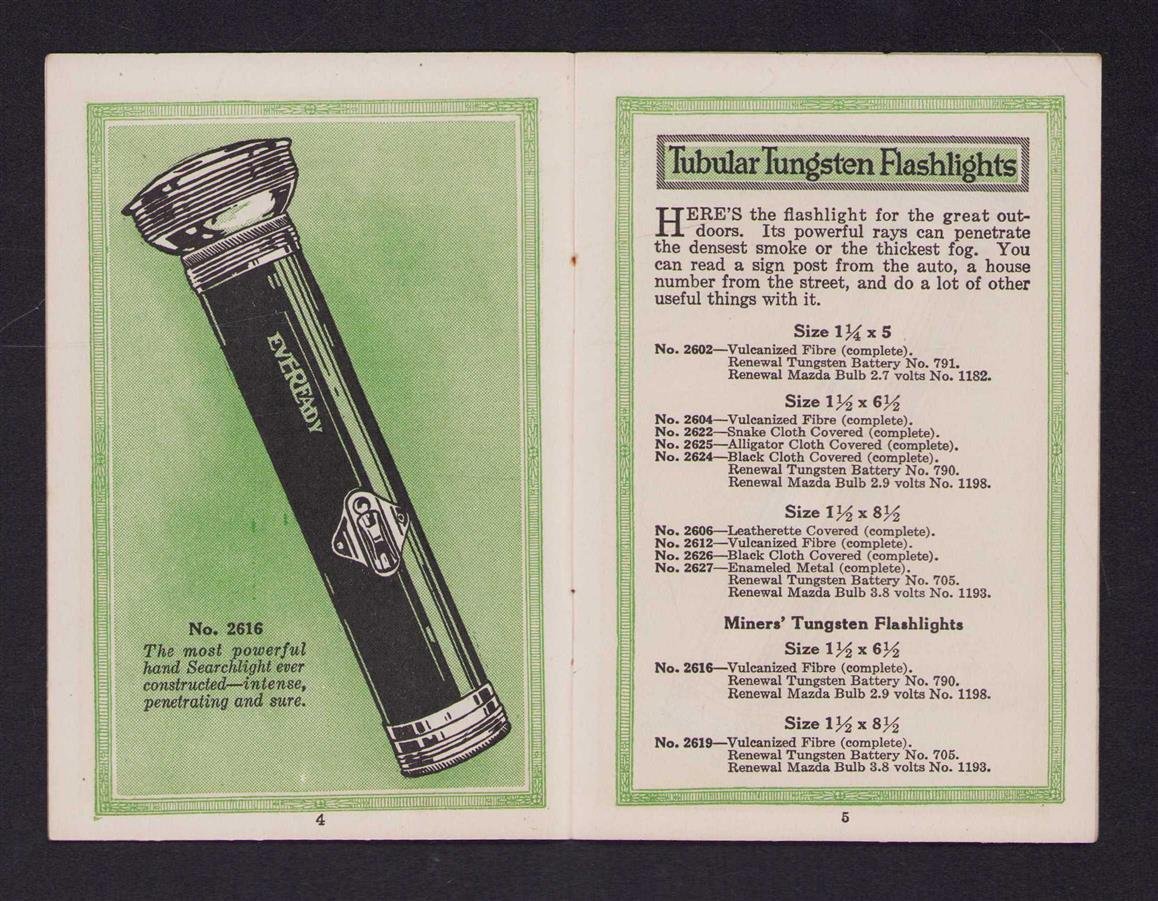 EVEREADY
No. 2616
The most powerful
hand Searchlight ever
constructed—intense,
penetrating and sure.
4
Tubular Tungsten Flashlights
HERE'S the flashlight for the great out-
doors. Its powerful rays can penetrate
the densest smoke or the thickest fog. You
can read a sign post from the auto, a house
number from the street, and do a lot of other
useful things with it.
Size 1¼ x 5
No. 2602—Vulcanized Fibre (complete).
Renewal Tungsten Battery No. 791.
Renewal Mazda Bulb 2.7 volts No. 1182.
Size 1½ x 6½
No. 2604—Vulcanized Fibre (complete).
No. 2622—Snake Cloth Covered (complete).
No. 2625—Alligator Cloth Covered (complete).
No. 2624—Black Cloth Covered (complete).
Renewal Tungsten Battery No. 790.
Renewal Mazda Bulb 2.9 volts No. 1198.
Size 1½ x 8½
No. 2606—Leatherette Covered (complete).
No. 2612—Vulcanized Fibre (complete).
No. 2626—Black Cloth Covered (complete).
No. 2627—Enameled Metal (complete).
Renewal Tungsten Battery No. 705.
Renewal Mazda Bulb 3.8 volts No. 1193.
Miners' Tungsten Flashlights
Size 1½ x 6½
No. 2616—Vulcanized Fibre (complete).
Renewal Tungsten Battery No. 790.
Renewal Mazda Bulb 2.9 volts No. 1198.
Size 1½ x 8½
No. 2619—Vulcanized Fibre (complete).
Renewal Tungsten Battery No. 705.
Renewal Mazda Bulb 3.8 volts No. 1193.
5